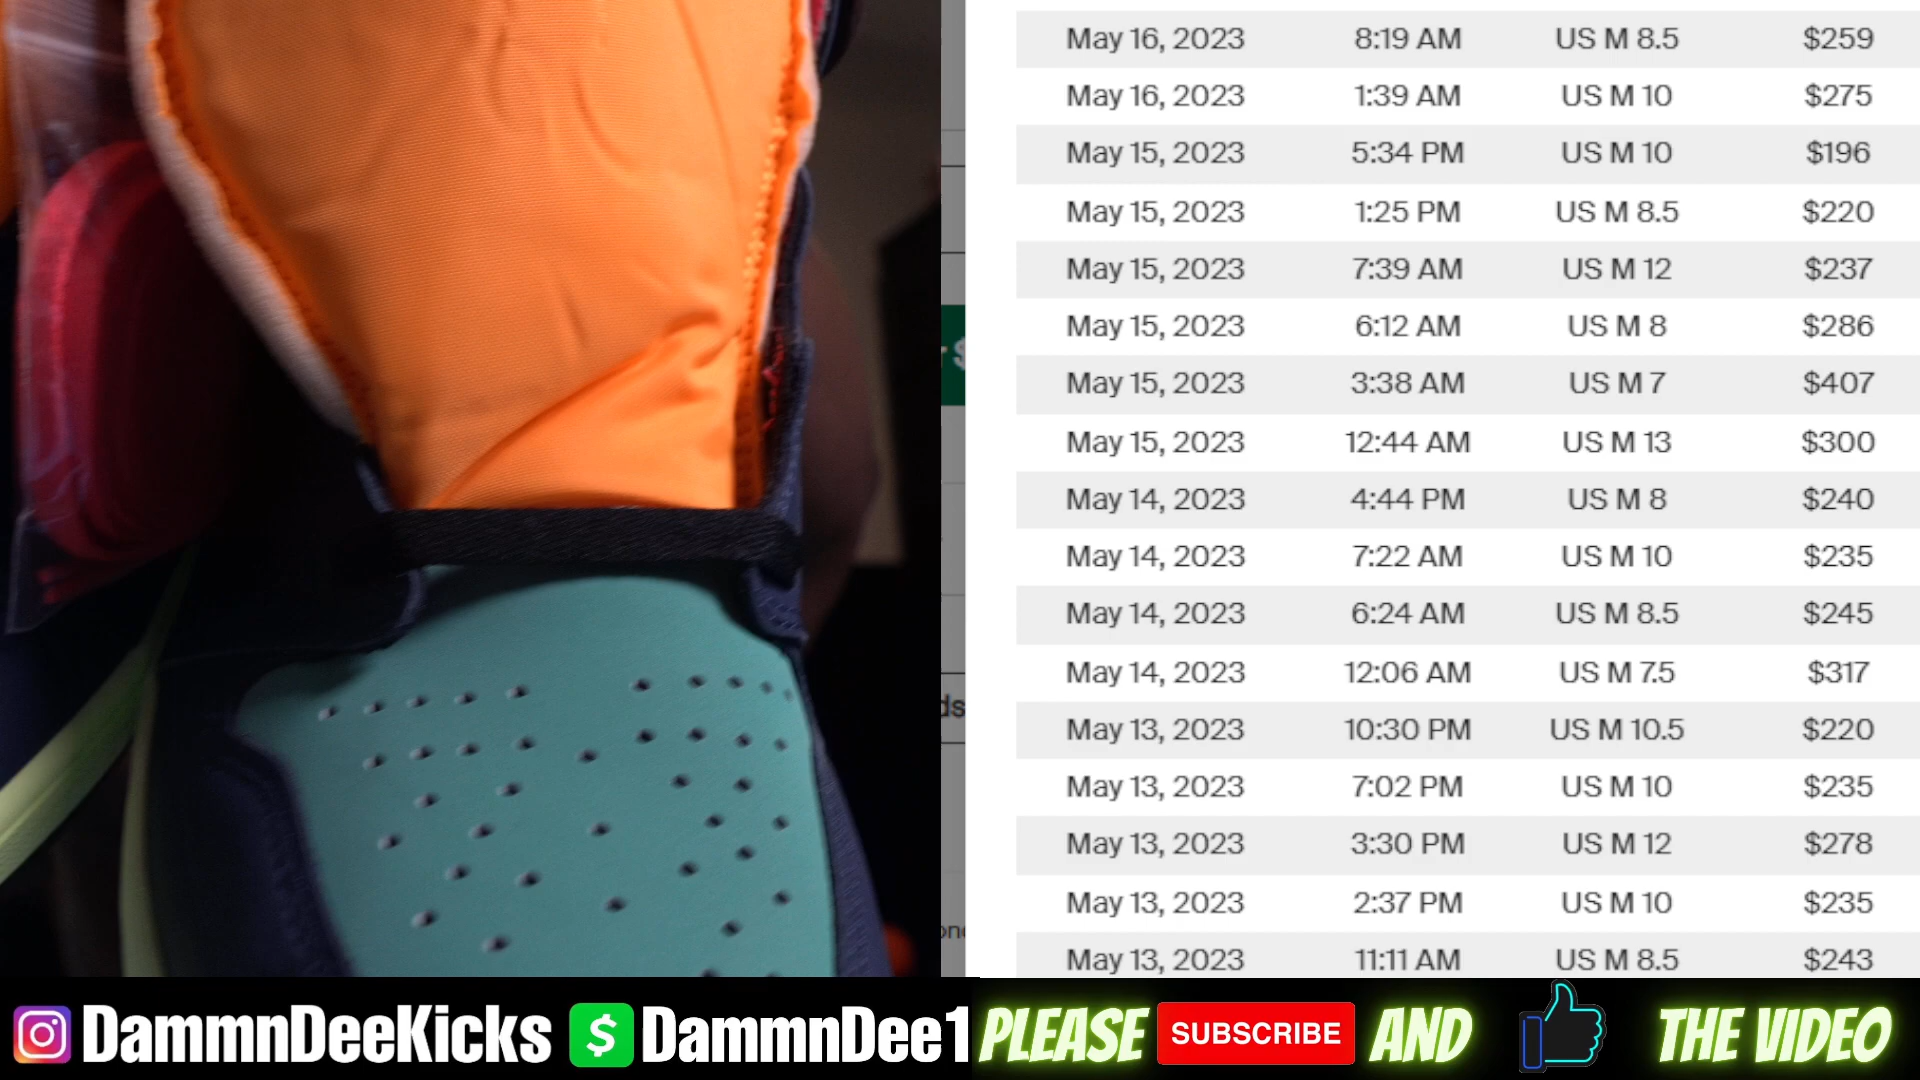 May 16, 2023 8:19 AM US M 8.5 $259
May 16, 2023 1:39 AM US M 10 $275
May 15, 2023 5:34 PM US M 10 $196
May 15, 2023 1:25 PM US M 8.5 $220
May 15, 2023 7:39 AM US M 12 $237
May 15, 2023 6:12 AM US M 8 $286
May 15, 2023 3:38 AM US M 7 $407
May 15, 2023 12:44 AM US M 13 $300
May 14, 2023 4:44 PM US M 8 $240
May 14, 2023 7:22 AM US M 10 $235
May 14, 2023 6:24 AM US M 8.5 $245
May 14, 2023 12:06 AM US M 7.5 $317
May 13, 2023 10:30 PM US M 10.5 $220
May 13, 2023 7:02 PM US M 10 $235
May 13, 2023 3:30 PM US M 12 $278
May 13, 2023 2:37 PM US M 10 $235
May 13, 2023 11:11 AM US M 8.5 $243
DammnDeeKicks $ DammnDee1 PLEASE SUBSCRIBE AND THE VIDEO